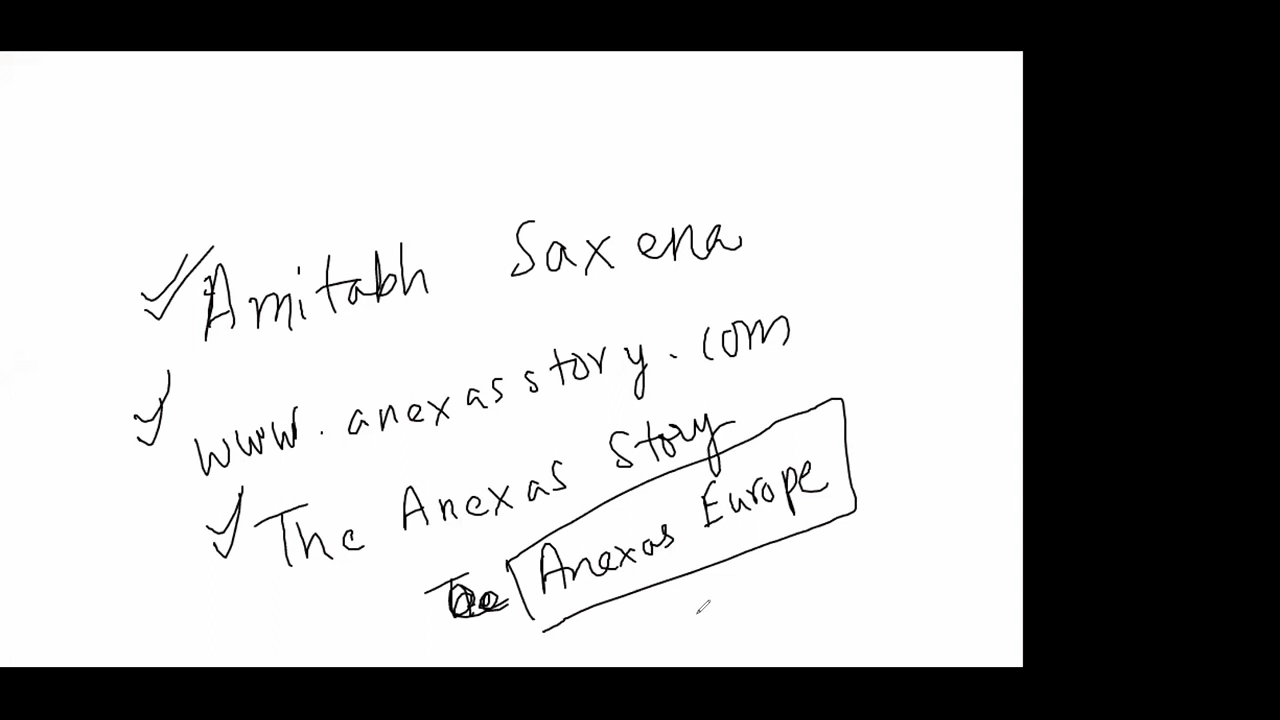 Amitabh Saxena
www.anexasstory.com
The Anexas Story
Anexas Europe